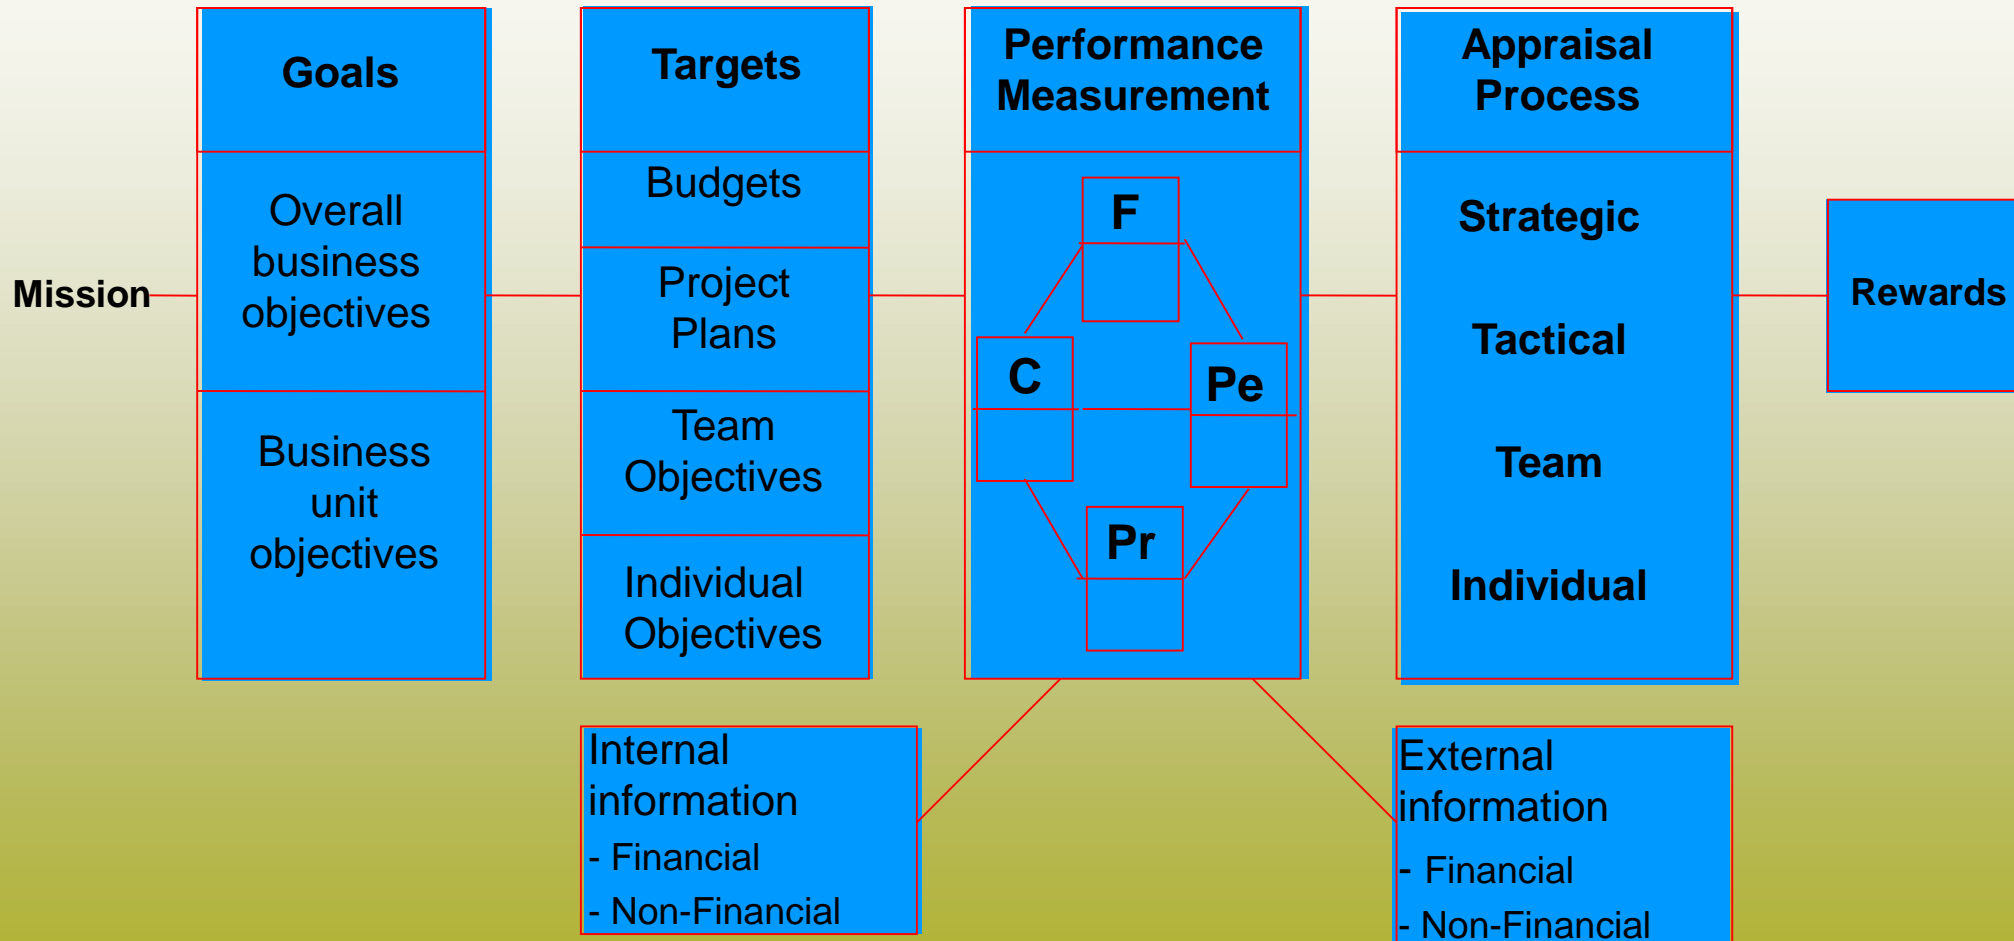 Mission
Goals
Overall
business
objectives
Business
unit
objectives
Targets
Budgets
Project
Plans
Team
Objectives
Individual
Objectives
Performance
Measurement
F
C
Pe
Pr
Appraisal
Process
Strategic
Tactical
Team
Individual
Rewards
Internal
information
- Financial
- Non-Financial
External
information
- Financial
- Non-Financial